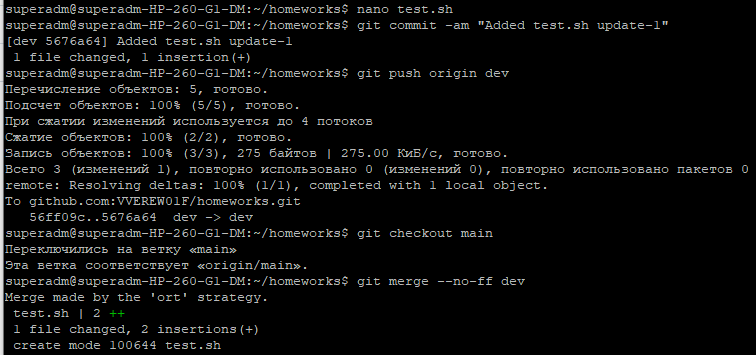 superadm@superadm-HP-260-G1-DM:~/homeworks$ nano test.sh
superadm@superadm-HP-260-G1-DM:~/homeworks$ git commit -am "Added test.sh update-1"
[dev 5676a64] Added test.sh update-1
 1 file changed, 1 insertion(+)
superadm@superadm-HP-260-G1-DM:~/homeworks$ git push origin dev
Перечисление объектов: 5, готово.
Подсчет объектов: 100% (5/5), готово.
При сжатии изменений используется до 4 потоков
Сжатие объектов: 100% (2/2), готово.
Запись объектов: 100% (3/3), 275 байтов | 275.00 КиБ/с, готово.
Всего 3 (изменений 1), повторно использовано 0 (изменений 0), повторно использовано пакетов 0
remote: Resolving deltas: 100% (1/1), completed with 1 local object.
To github.com:VVEREW01F/homeworks.git
   56ff09c..5676a64  dev -> dev
superadm@superadm-HP-260-G1-DM:~/homeworks$ git checkout main
Переключились на ветку «main»
Эта ветка соответствует «origin/main».
superadm@superadm-HP-260-G1-DM:~/homeworks$ git merge --no-ff dev
Merge made by the 'ort' strategy.
 test.sh | 2 ++
 1 file changed, 2 insertions(+)
 create mode 100644 test.sh